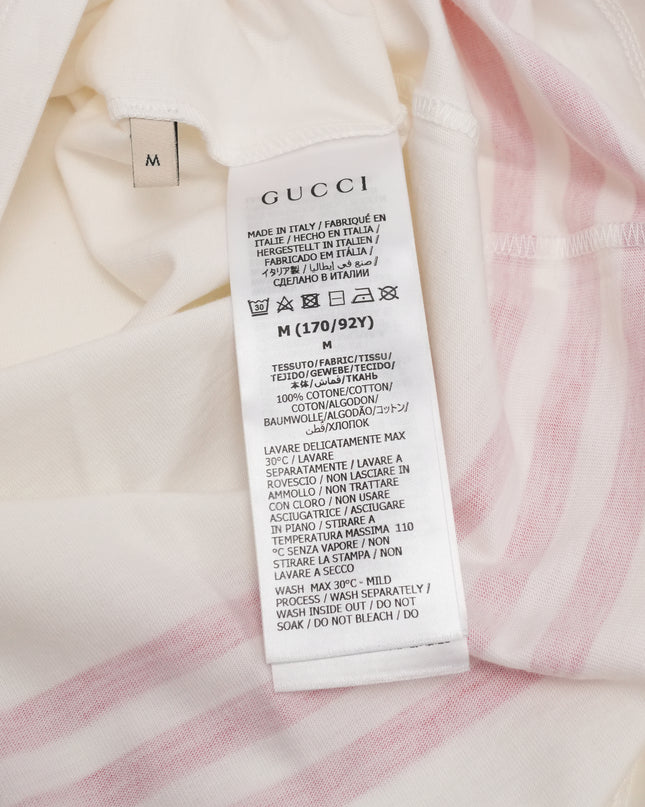 M
GUCCI
MADE IN ITALY / FABRIQUÉ EN
ITALIE / HECHO EN ITALIA /
HERGESTELLT IN ITALIEN /
FABRICADO EM ITÁLIA /
イタリア製 / صنع في إيطاليا /
СДЕЛАНО В ИТАЛИИ
30
M (170/92Y)
M
TESSUTO/FABRIC/TISSU/
TEJIDO/GEWEBE/TECIDO/
本体/قماش/ТКАНЬ
100% COTONE/COTTON/
COTON/ALGODON/
BAUMWOLLE/ALGODÃO/コットン/
قطن/ХЛОПОК
LAVARE DELICATAMENTE MAX
30°C / LAVARE
SEPARATAMENTE / LAVARE A
ROVESCIO / NON LASCIARE IN
AMMOLLO / NON TRATTARE
CON CLORO / NON USARE
ASCIUGATRICE / ASCIUGARE
IN PIANO / STIRARE A
TEMPERATURA MASSIMA 110
°C SENZA VAPORE / NON
STIRARE LA STAMPA / NON
LAVARE A SECCO
WASH MAX 30°C - MILD
PROCESS / WASH SEPARATELY /
WASH INSIDE OUT / DO NOT
SOAK / DO NOT BLEACH / DO